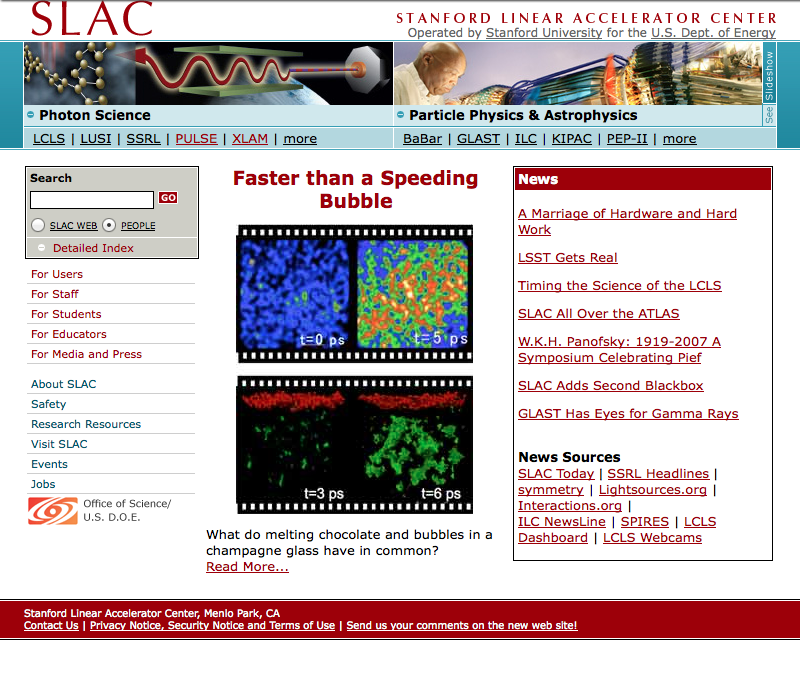 SLAC
STANFORD LINEAR ACCELERATOR CENTER
Operated by Stanford University for the U.S. Dept. of Energy
See Slideshow
Photon Science
LCLS | LUSI | SSRL | PULSE | XLAM | more
Particle Physics & Astrophysics
BaBar | GLAST | ILC | KIPAC | PEP-II | more
Search
GO
SLAC WEB PEOPLE
Detailed Index
For Users
For Staff
For Students
For Educators
For Media and Press
About SLAC
Safety
Research Resources
Visit SLAC
Events
Jobs
Office of Science/
U.S. D.O.E.
Faster than a Speeding
Bubble
t=0 ps t=5 ps
t=3 ps t=6 ps
What do melting chocolate and bubbles in a
champagne glass have in common?
Read More...
News
A Marriage of Hardware and Hard
Work
LSST Gets Real
Timing the Science of the LCLS
SLAC All Over the ATLAS
W.K.H. Panofsky: 1919-2007 A
Symposium Celebrating Pief
SLAC Adds Second Blackbox
GLAST Has Eyes for Gamma Rays
News Sources
SLAC Today | SSRL Headlines |
symmetry | Lightsources.org |
Interactions.org |
ILC NewsLine | SPIRES | LCLS
Dashboard | LCLS Webcams
Stanford Linear Accelerator Center, Menlo Park, CA
Contact Us | Privacy Notice, Security Notice and Terms of Use | Send us your comments on the new web site!